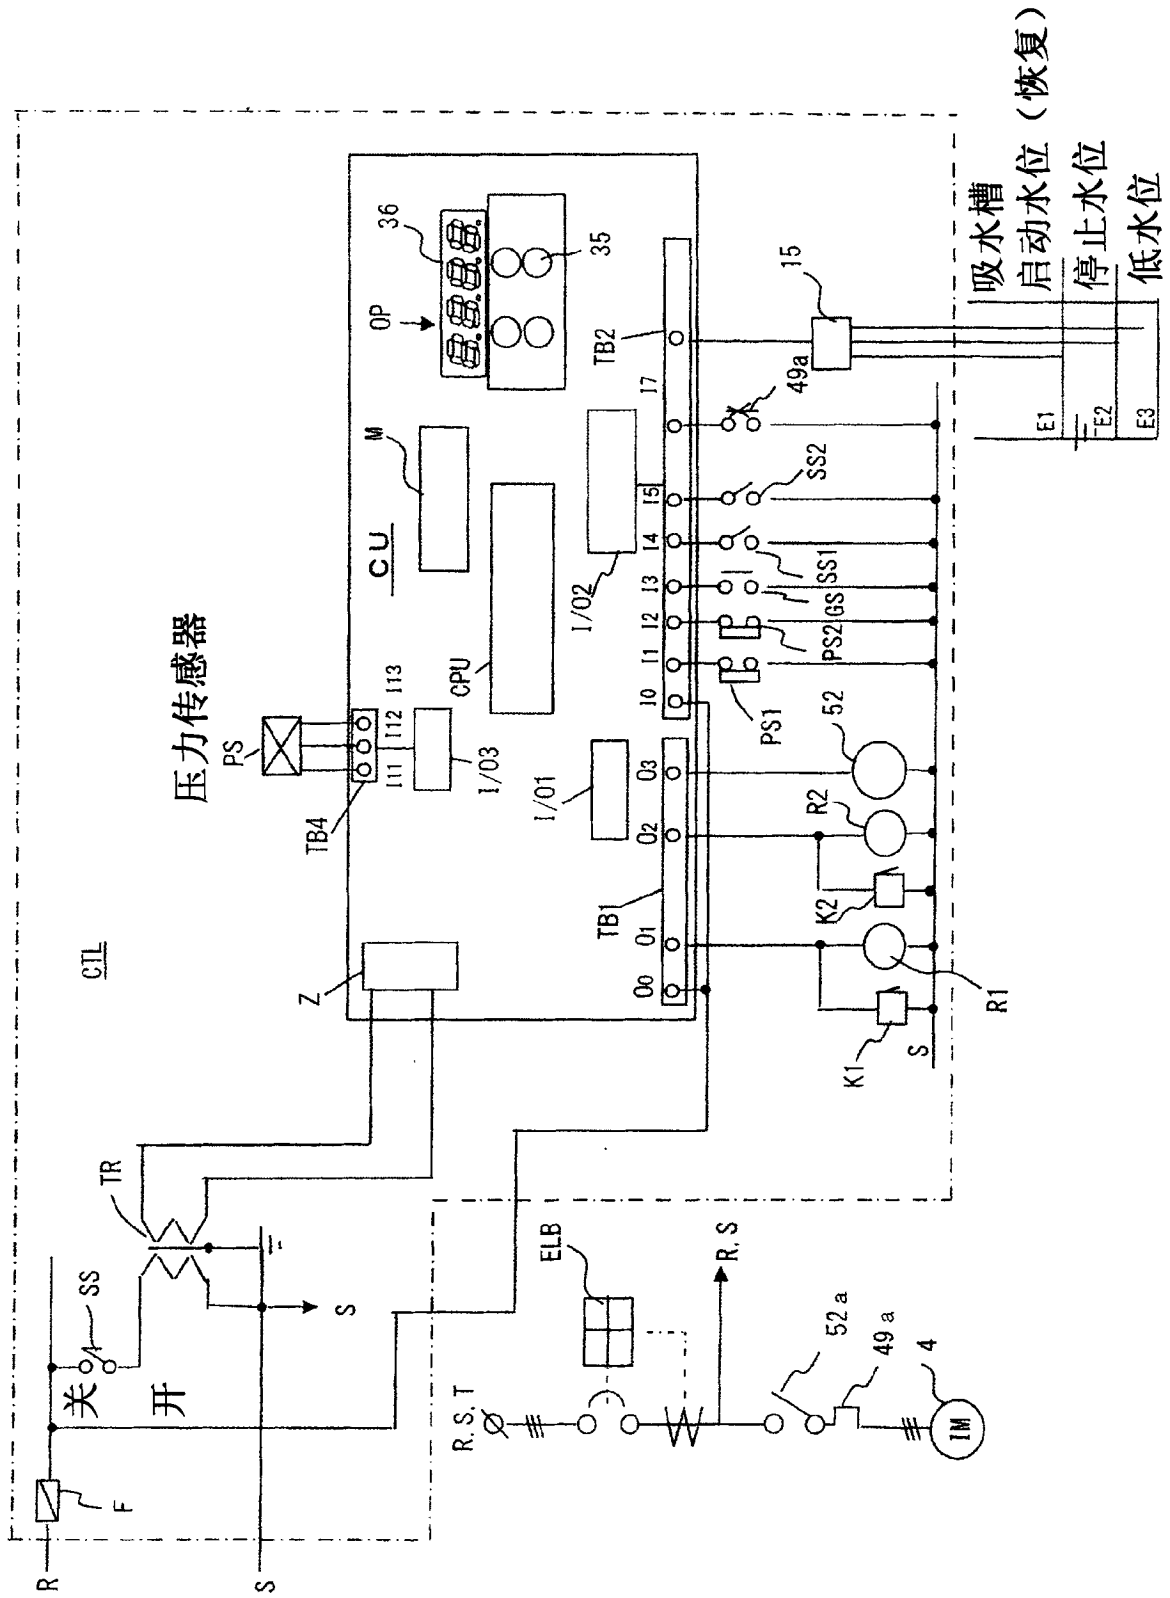 R
F
S
关
开
SS
TR
S
CTL
Z
压力传感器
PS
TB4
I11
I12
I13
I/O3
CU
CPU
M
OP
36
35
I/O1
I/O2
TB1
TB2
O0
O1
O2
O3
I0
I1
I2
I3
I4
I5
I7
K1
R1
K2
R2
52
PS1
PS2
GS
SS1
SS2
49a
15
S
吸水槽
启动水位（恢复）
停止水位
低水位
E1
E2
E3
R.S.T
ELB
R.S
52a
49a
4
IM